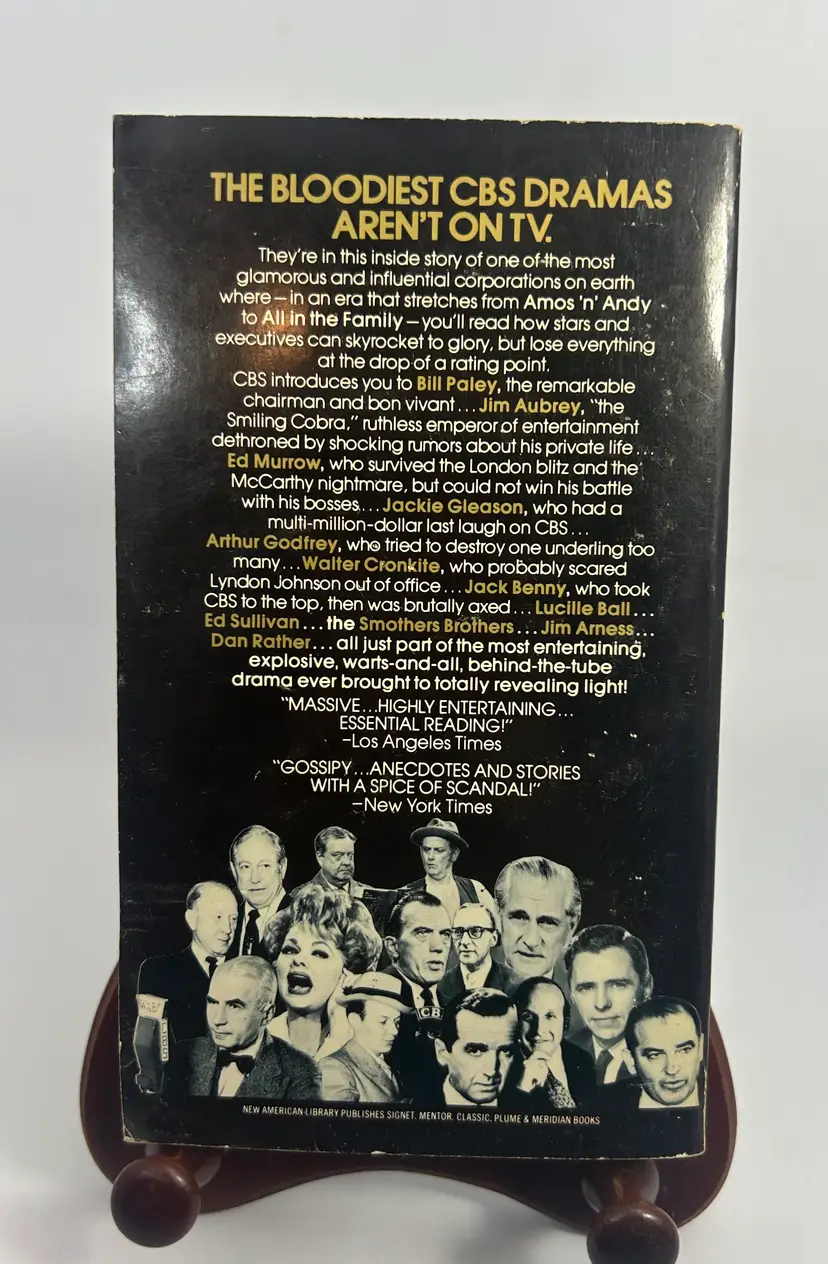 THE BLOODIEST CBS DRAMAS
AREN'T ON TV.
They're in this inside story of one of the most
glamorous and influential corporations on earth
where—in an era that stretches from Amos 'n' Andy
to All in the Family—you'll read how stars and
executives can skyrocket to glory, but lose everything
at the drop of a rating point.
CBS introduces you to Bill Paley, the remarkable
chairman and bon vivant... Jim Aubrey, "the
Smiling Cobra," ruthless emperor of entertainment
dethroned by shocking rumors about his private life...
Ed Murrow, who survived the London blitz and the
McCarthy nightmare, but could not win his battle
with his bosses... Jackie Gleason, who had a
multi-million-dollar last laugh on CBS...
Arthur Godfrey, who tried to destroy one underling too
many... Walter Cronkite, who probably scared
Lyndon Johnson out of office... Jack Benny, who took
CBS to the top, then was brutally axed... Lucille Ball...
Ed Sullivan... the Smothers Brothers... Jim Arness...
Dan Rather... all just part of the most entertaining,
explosive, warts-and-all, behind-the-tube
drama ever brought to totally revealing light!
"MASSIVE...HIGHLY ENTERTAINING...
ESSENTIAL READING!"
—Los Angeles Times
"GOSSIPY...ANECDOTES AND STORIES
WITH A SPICE OF SCANDAL!"
—New York Times
WABC
CBS
CB
NEW AMERICAN LIBRARY PUBLISHES SIGNET, MENTOR, CLASSIC, PLUME & MERIDIAN BOOKS